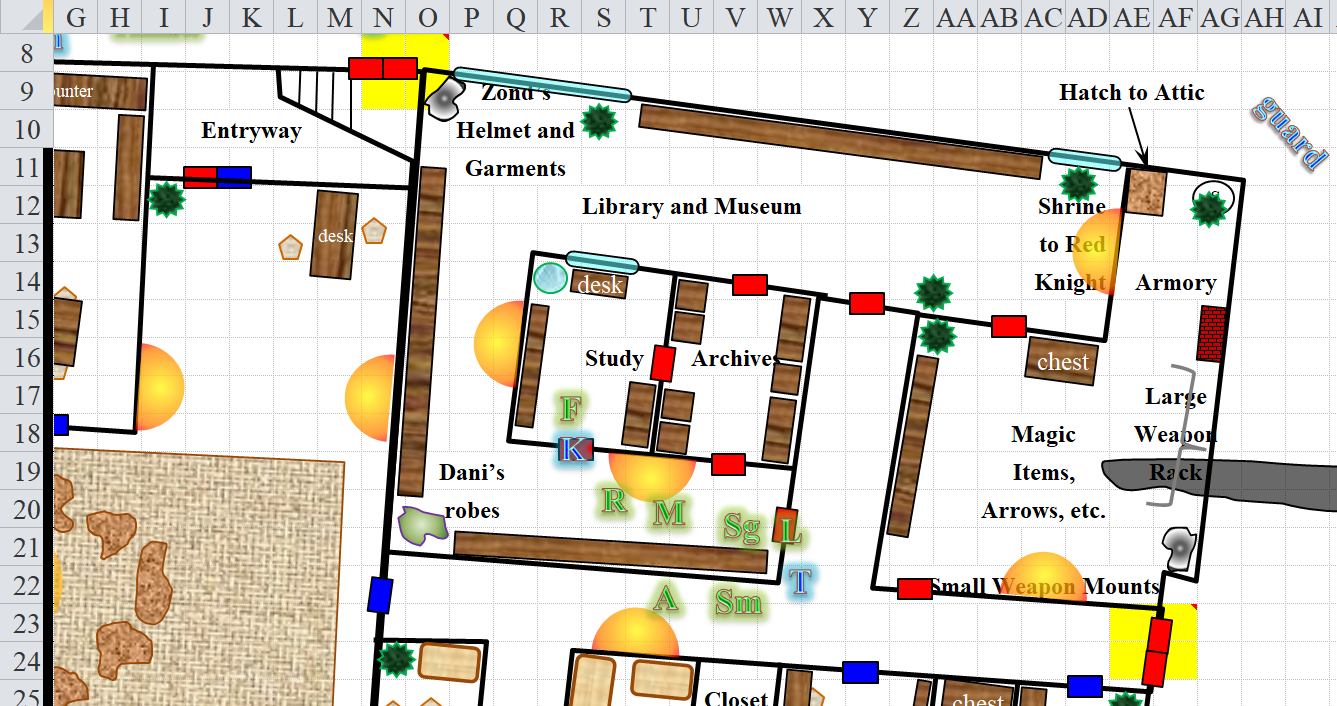 G H I J K L M N O P Q R S T U V W X Y Z AA AB AC AD AE AF AG AH AI
8
9
unter
Zond's
Hatch to Attic
guard
10
Entryway
Helmet and
11
Garments
12
Library and Museum
Shrine
13
desk
to Red
14
desk
Knight
Armory
15
16
Study
Archives
chest
17
F
Large
18
K
Magic
Weapon
19
Dani's
Items,
Rack
20
robes
R
M
Sg
L
Arrows, etc.
21
22
A
Sm
T
Small Weapon Mounts
23
24
25
Closet
chest